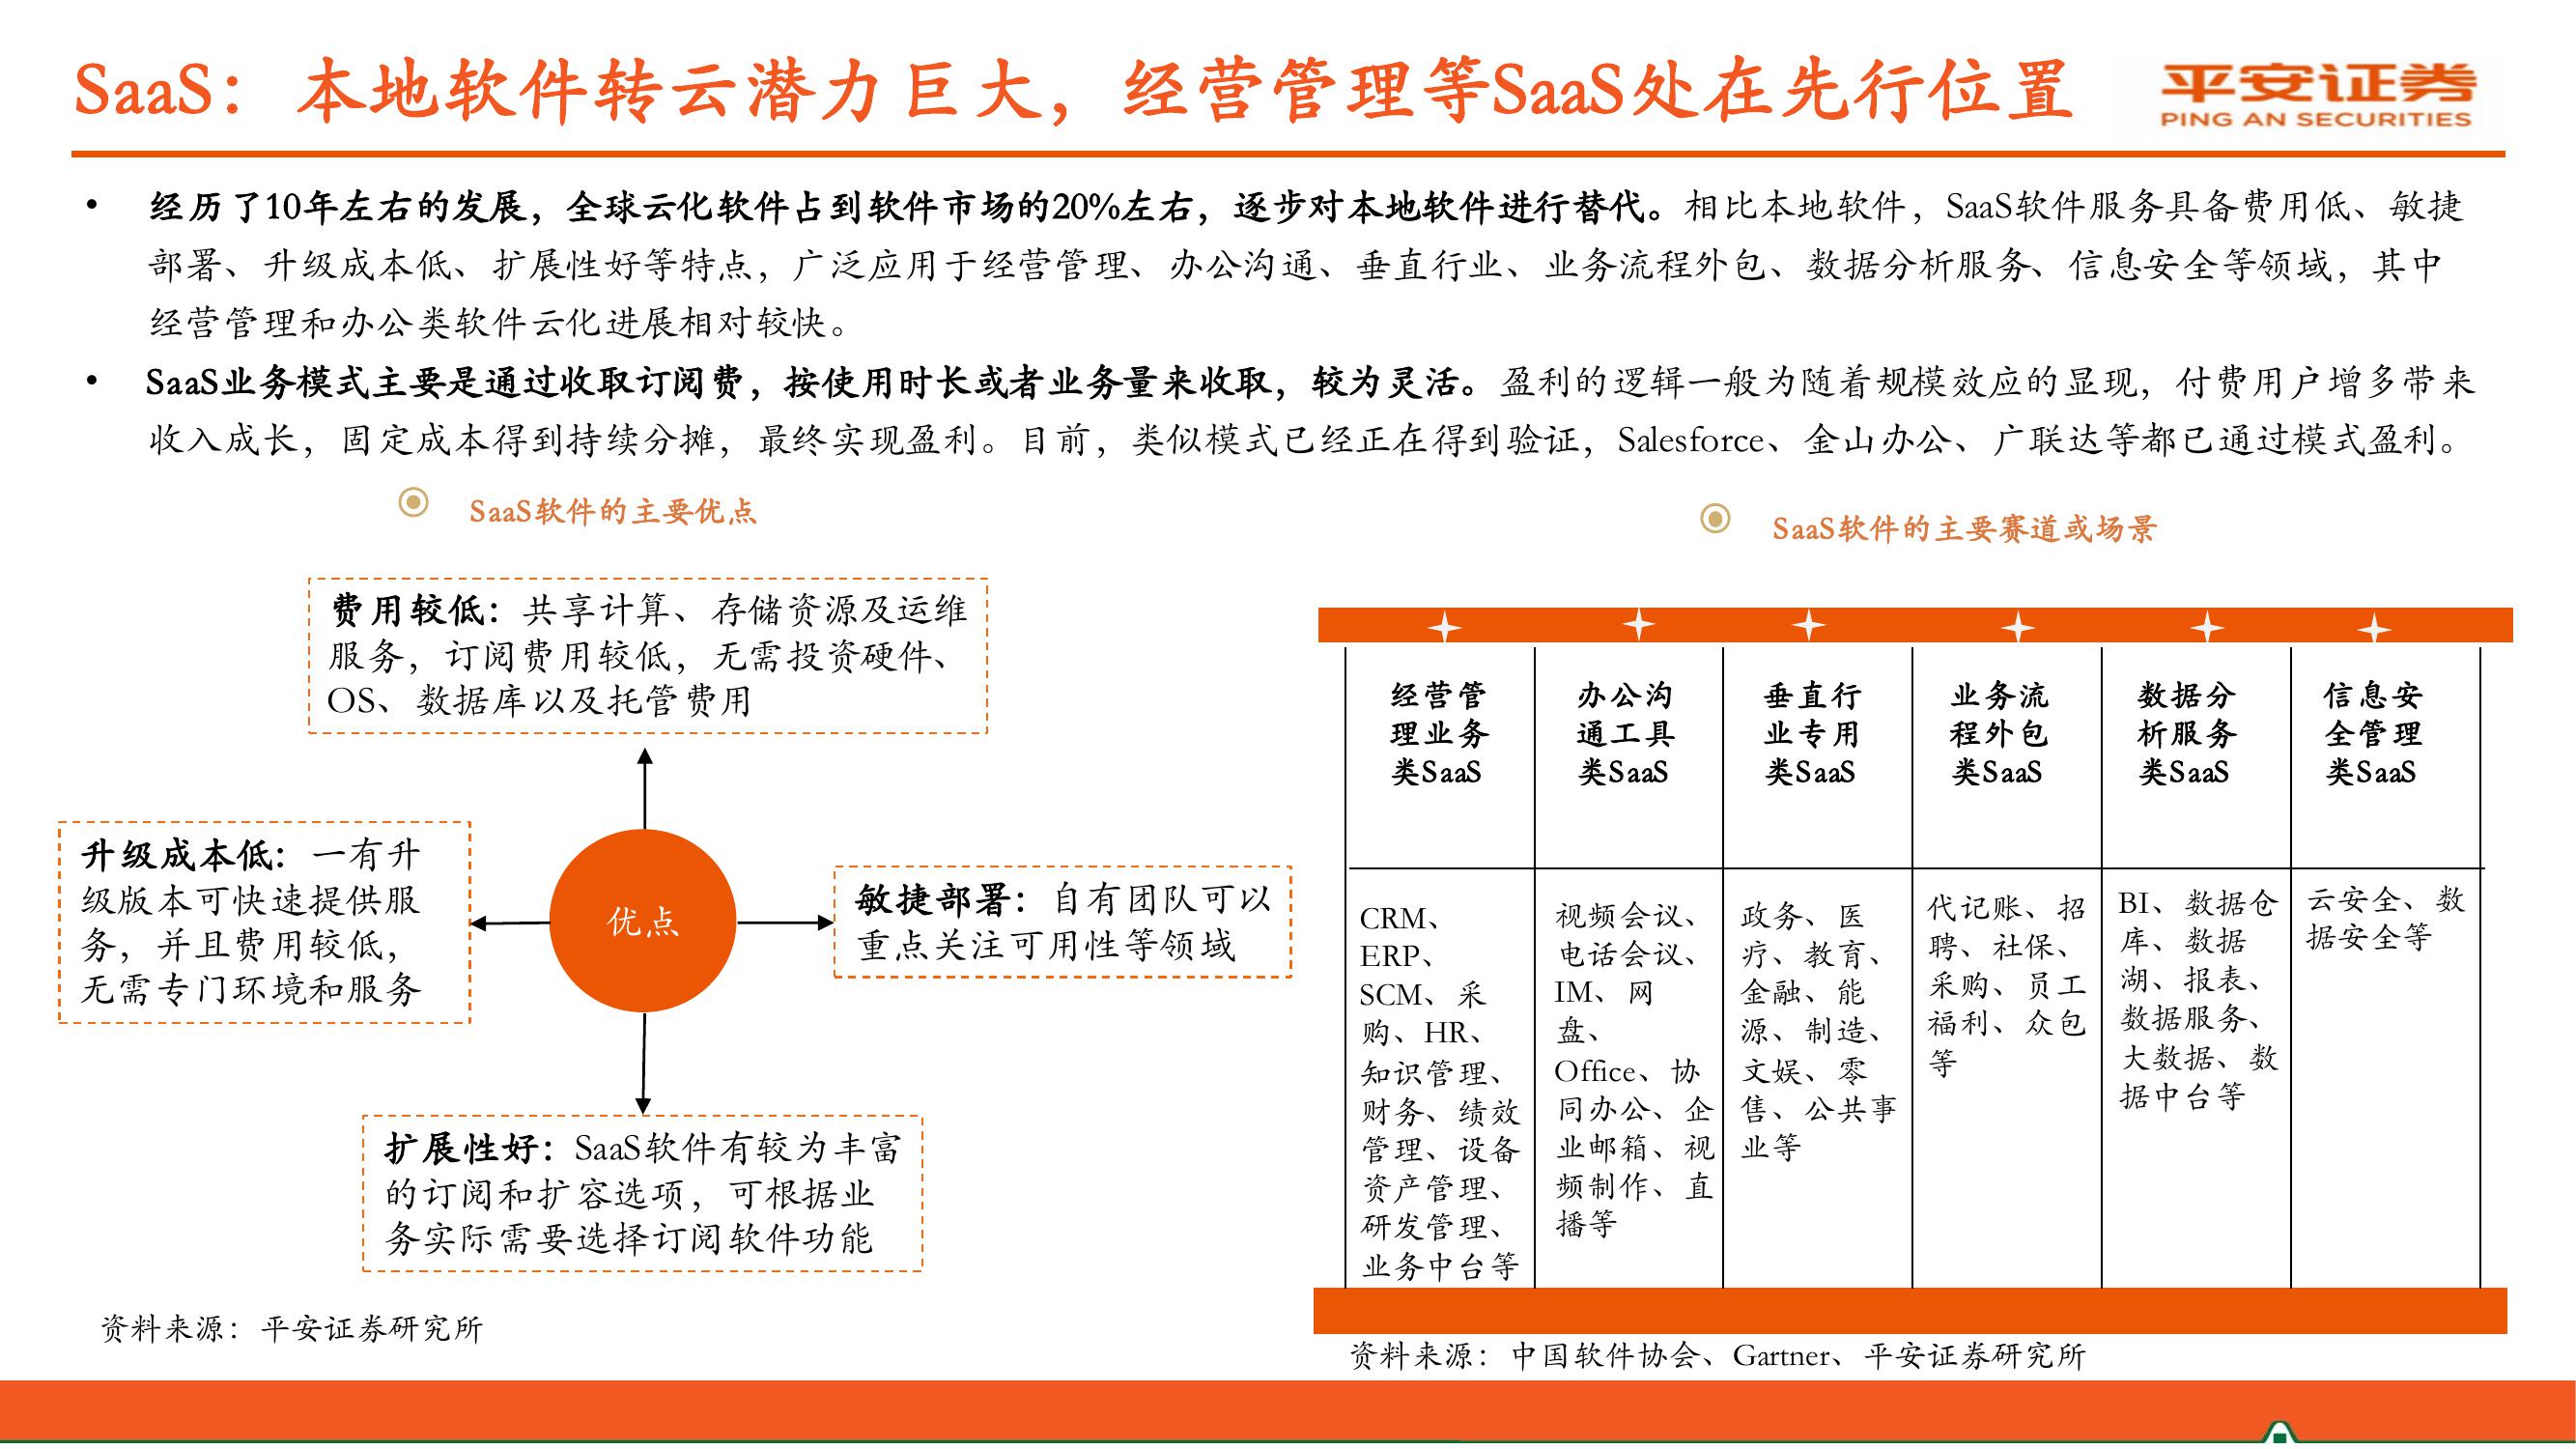 SaaS：本地软件转云潜力巨大，经营管理等SaaS处在先行位置
平安证券
PING AN SECURITIES
• 经历了10年左右的发展，全球云化软件占到软件市场的20%左右，逐步对本地软件进行替代。相比本地软件，SaaS软件服务具备费用低、敏捷
部署、升级成本低、扩展性好等特点，广泛应用于经营管理、办公沟通、垂直行业、业务流程外包、数据分析服务、信息安全等领域，其中
经营管理和办公类软件云化进展相对较快。
• SaaS业务模式主要是通过收取订阅费，按使用时长或者业务量来收取，较为灵活。盈利的逻辑一般为随着规模效应的显现，付费用户增多带来
收入成长，固定成本得到持续分摊，最终实现盈利。目前，类似模式已经正在得到验证，Salesforce、金山办公、广联达等都已通过模式盈利。
SaaS软件的主要优点
费用较低：共享计算、存储资源及运维
服务，订阅费用较低，无需投资硬件、
OS、数据库以及托管费用
升级成本低：一有升
级版本可快速提供服
务，并且费用较低，
无需专门环境和服务
优点
敏捷部署：自有团队可以
重点关注可用性等领域
扩展性好：SaaS软件有较为丰富
的订阅和扩容选项，可根据业
务实际需要选择订阅软件功能
资料来源：平安证券研究所
SaaS软件的主要赛道或场景
经营管
理业务
类SaaS
办公沟
通工具
类SaaS
垂直行
业专用
类SaaS
业务流
程外包
类SaaS
数据分
析服务
类SaaS
信息安
全管理
类SaaS
CRM、
ERP、
SCM、采
购、HR、
知识管理、
财务、绩效
管理、设备
资产管理、
研发管理、
业务中台等
视频会议、
电话会议、
IM、网
盘、
Office、协
同办公、企
业邮箱、视
频制作、直
播等
政务、医
疗、教育、
金融、能
源、制造、
文娱、零
售、公共事
业等
代记账、招
聘、社保、
采购、员工
福利、众包
等
BI、数据仓
库、数据
湖、报表、
数据服务、
大数据、数
据中台等
云安全、数
据安全等
资料来源：中国软件协会、Gartner、平安证券研究所